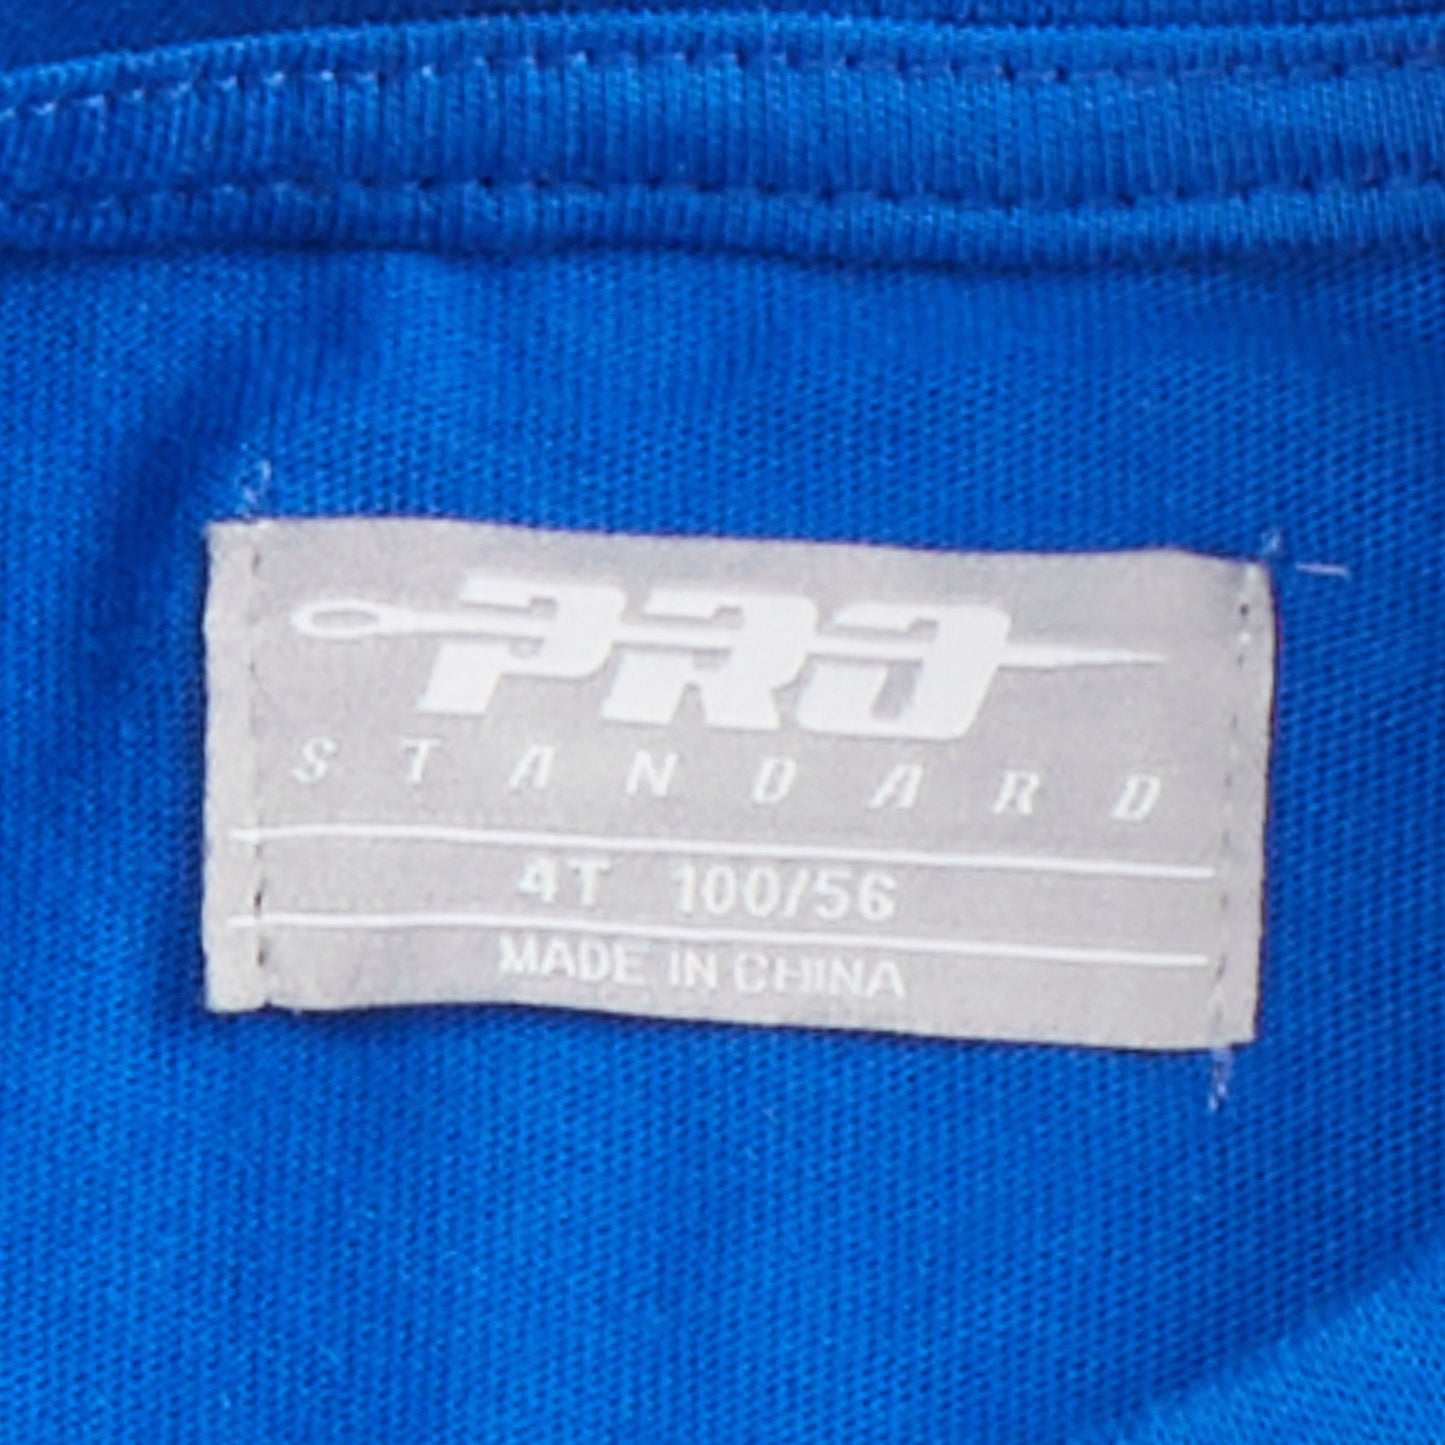 PRO
STANDARD
4T 100/56
MADE IN CHINA